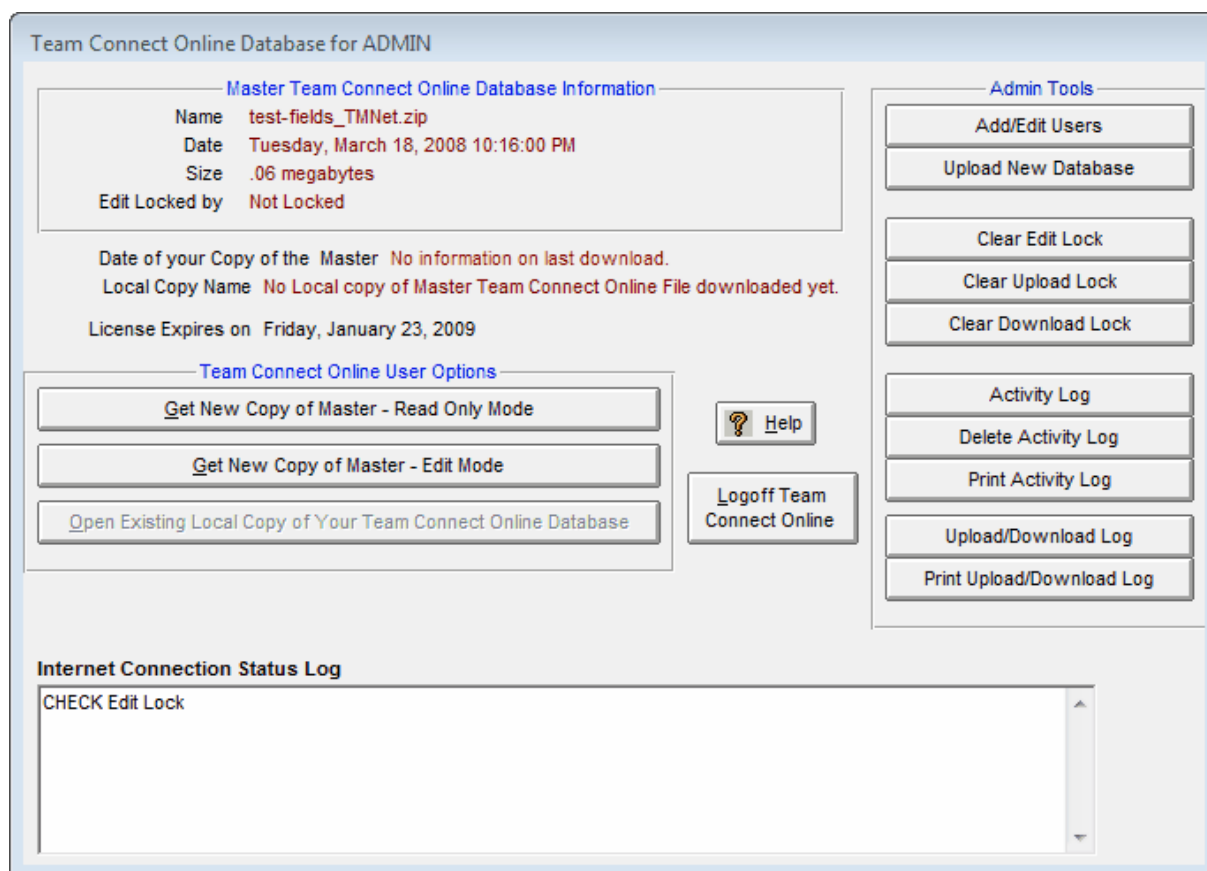 Team Connect Online Database for ADMIN
Master Team Connect Online Database Information
Name test-fields_TMNet.zip
Date Tuesday, March 18, 2008 10:16:00 PM
Size .06 megabytes
Edit Locked by Not Locked
Date of your Copy of the Master No information on last download.
Local Copy Name No Local copy of Master Team Connect Online File downloaded yet.
License Expires on Friday, January 23, 2009
Team Connect Online User Options
Get New Copy of Master - Read Only Mode
Get New Copy of Master - Edit Mode
Open Existing Local Copy of Your Team Connect Online Database
Help
Logoff Team
Connect Online
Admin Tools
Add/Edit Users
Upload New Database
Clear Edit Lock
Clear Upload Lock
Clear Download Lock
Activity Log
Delete Activity Log
Print Activity Log
Upload/Download Log
Print Upload/Download Log
Internet Connection Status Log
CHECK Edit Lock